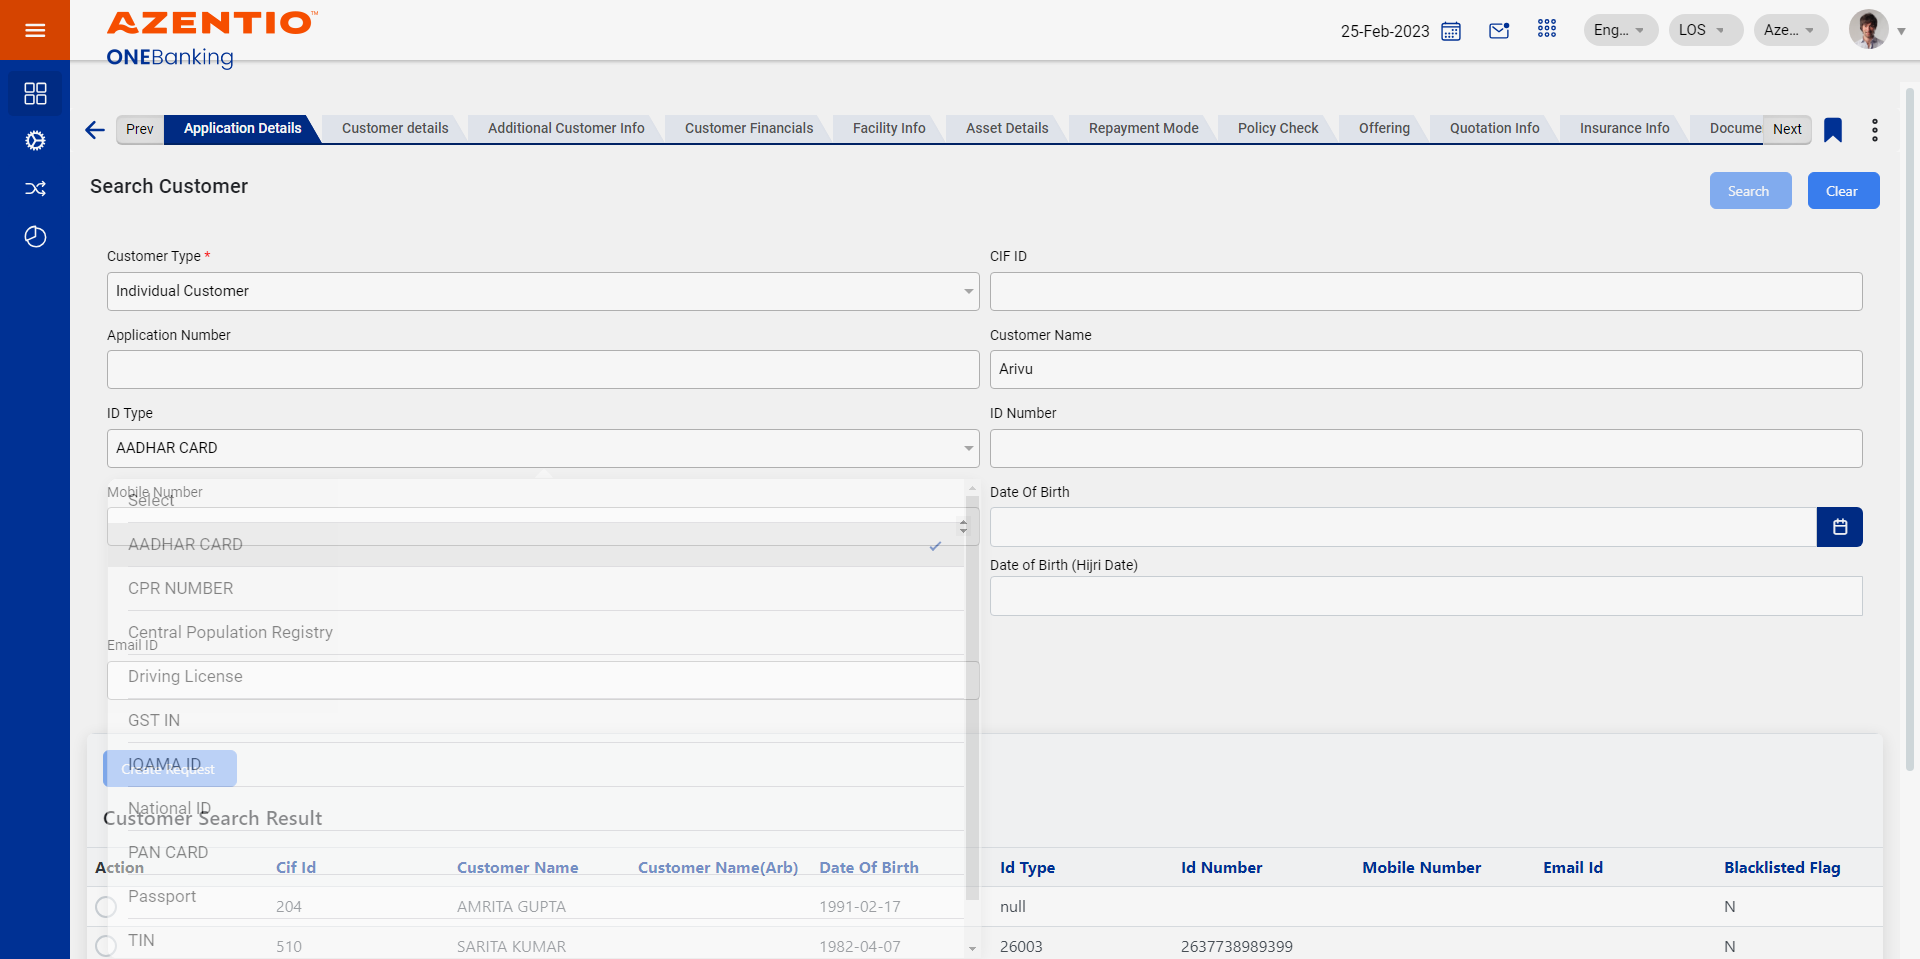 AZENTIO™
ONEBanking
25-Feb-2023
Eng...
LOS
Aze...
Prev
Application Details
Customer details
Additional Customer Info
Customer Financials
Facility Info
Asset Details
Repayment Mode
Policy Check
Offering
Quotation Info
Insurance Info
Docume
Next
Search Customer
Search
Clear
Customer Type *
CIF ID
Individual Customer
Application Number
Customer Name
Arivu
ID Type
ID Number
AADHAR CARD
Mobile Number
Date Of Birth
Select
AADHAR CARD
Date of Birth (Hijri Date)
CPR NUMBER
Central Population Registry
Email ID
Driving License
GST IN
IQAMA ID
Create Request
National ID
Customer Search Result
PAN CARD
Action Cif Id Customer Name Customer Name(Arb) Date Of Birth Id Type Id Number Mobile Number Email Id Blacklisted Flag
Passport
204 AMRITA GUPTA 1991-02-17 null N
TIN
510 SARITA KUMAR 1982-04-07 26003 2637738989399 N